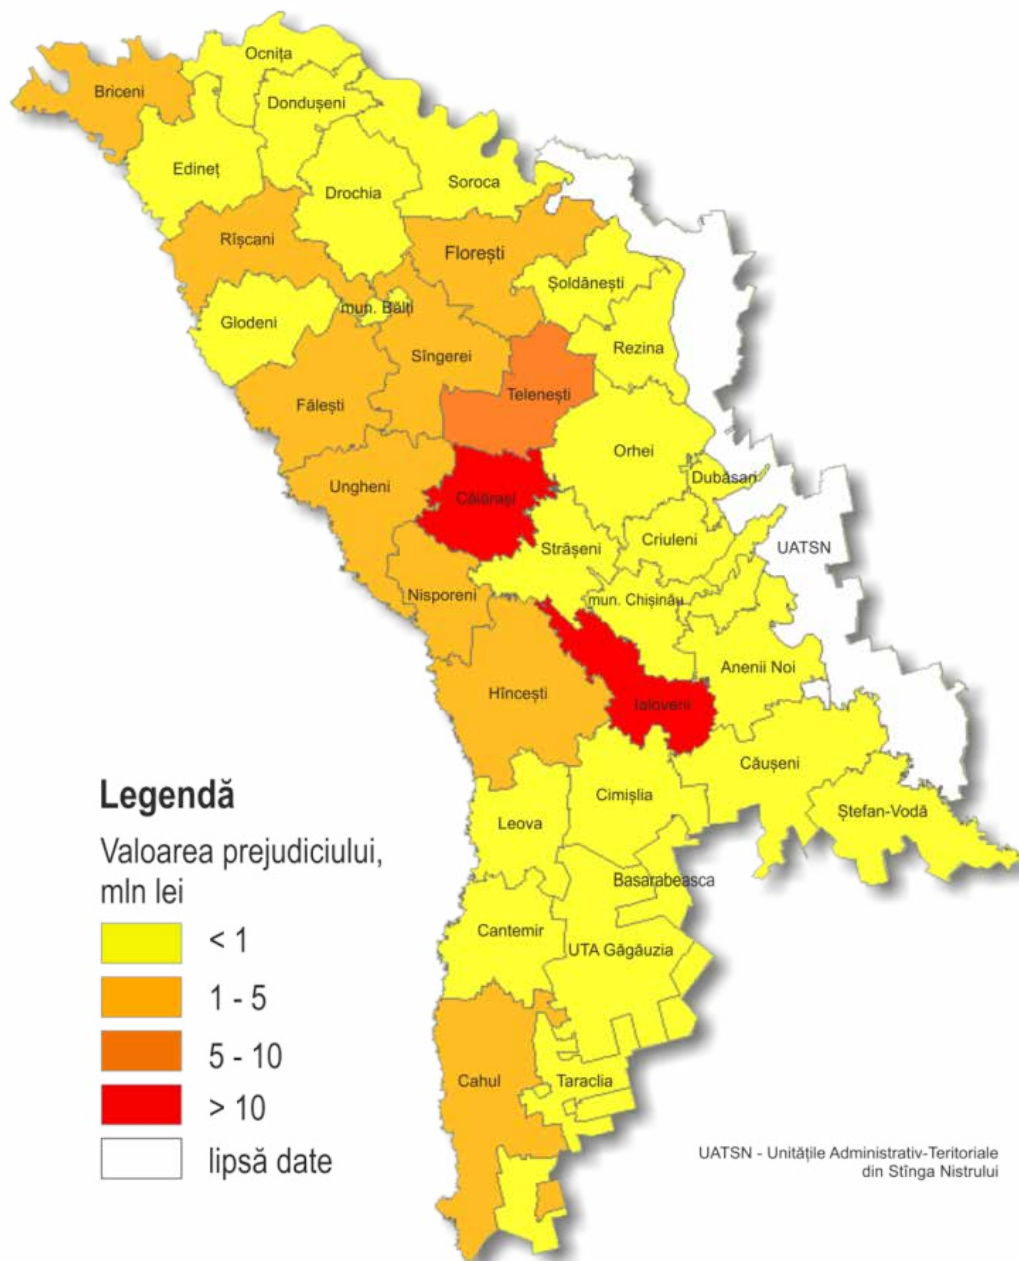 Ocnița
Briceni
Dondușeni
Edineț
Drochia
Soroca
Rîșcani
Florești
Șoldănești
mun. Bălți
Glodeni
Rezina
Sîngerei
Telenești
Fălești
Orhei
Dubăsari
Ungheni
Călărași
Criuleni
Strășeni
UATSN
Nisporeni
mun. Chișinău
Anenii Noi
Hîncești
Ialoveni
Căușeni
Cimișlia
Ștefan-Vodă
Leova
Basarabeasca
Cantemir
UTA Găgăuzia
Cahul
Taraclia
Legendă
Valoarea prejudiciului,
mln lei
< 1
1 - 5
5 - 10
> 10
lipsă date
UATSN - Unitățile Administrativ-Teritoriale
din Stînga Nistrului